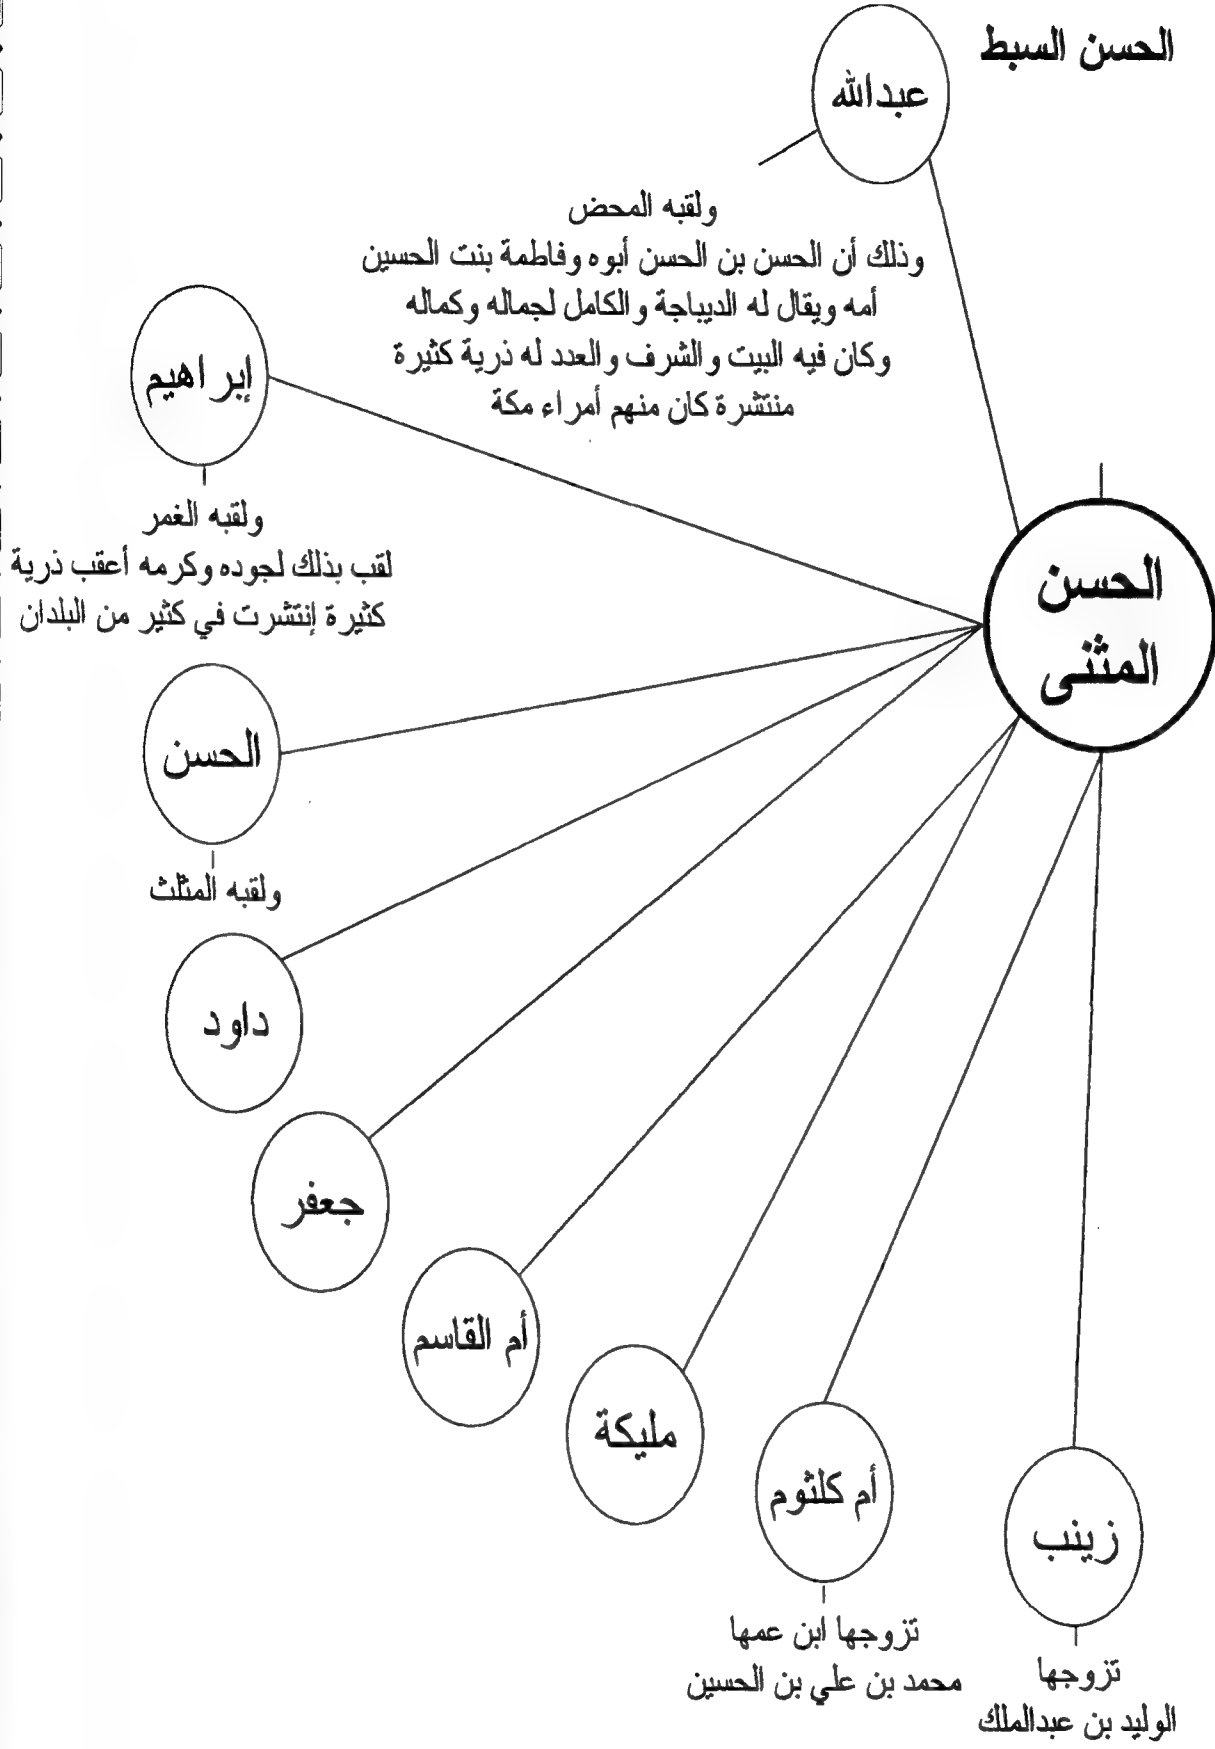 الحسن السبط
عبدالله
ولقبه المحض
وذلك أن الحسن بن الحسن أبوه وفاطمة بنت الحسين
أمه ويقال له الديباجة والكامل لجماله وكماله
وكان فيه البيت والشرف والعدد له ذرية كثيرة
منتشرة كان منهم أمراء مكة
إبراهيم
ولقبه الغمر
لقب بذلك لجوده وكرمه أعقب ذرية
كثيرة إنتشرت في كثير من البلدان
الحسن
المثنى
الحسن
ولقبه المثلث
داود
جعفر
أم القاسم
مليكة
أم كلثوم
تزوجها ابن عمها
محمد بن علي بن الحسين
زينب
تزوجها
الوليد بن عبدالملك